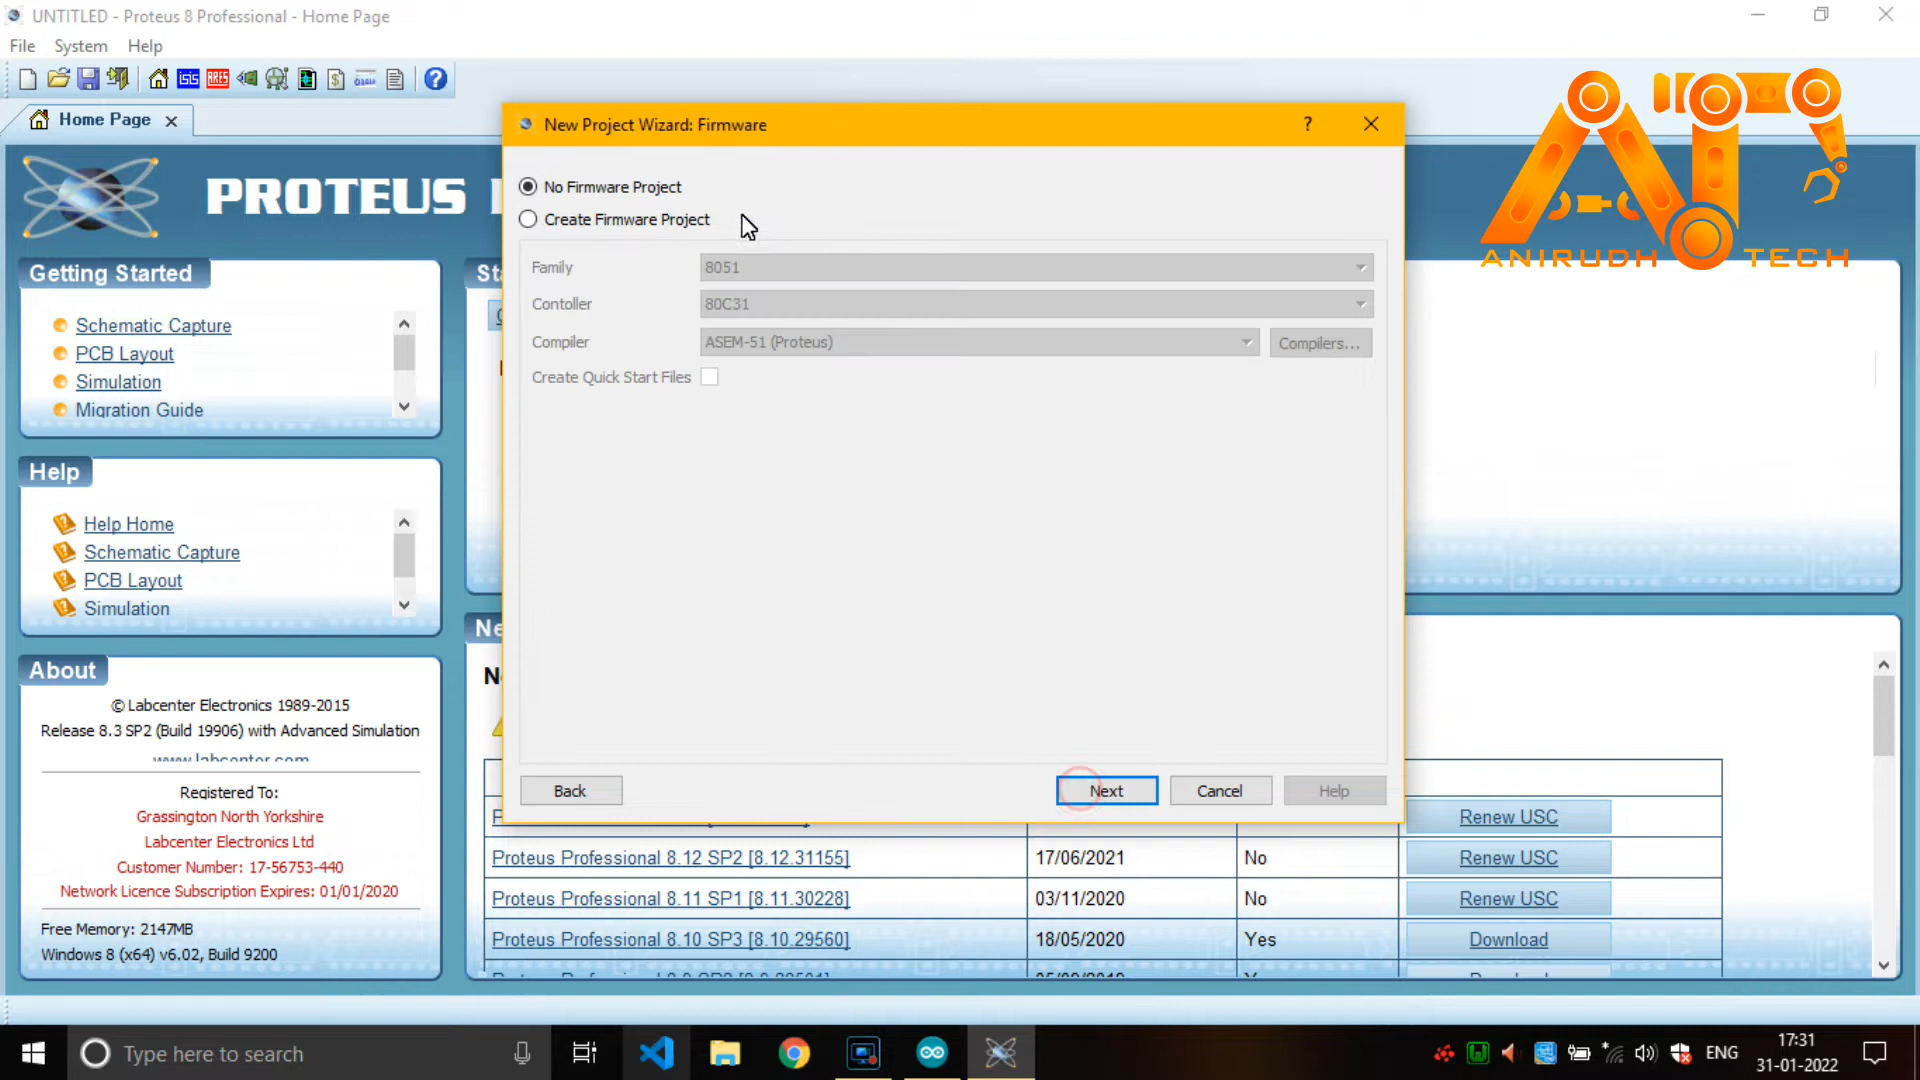 UNTITLED - Proteus 8 Professional - Home Page
File System Help
isis ARES
Home Page
New Project Wizard: Firmware
ANIRUDH TECH
PROTEUS
No Firmware Project
Create Firmware Project
Family 8051
Contoller 80C31
Compiler ASEM-51 (Proteus) Compilers...
Create Quick Start Files
Back Next Cancel Help
Getting Started
Schematic Capture
PCB Layout
Simulation
Migration Guide
Help
Help Home
Schematic Capture
PCB Layout
Simulation
About
© Labcenter Electronics 1989-2015
Release 8.3 SP2 (Build 19906) with Advanced Simulation
www.labcenter.com
Registered To:
Grassington North Yorkshire
Labcenter Electronics Ltd
Customer Number: 17-56753-440
Network Licence Subscription Expires: 01/01/2020
Free Memory: 2147MB
Windows 8 (x64) v6.02, Build 9200
Renew USC
Proteus Professional 8.12 SP2 [8.12.31155] 17/06/2021 No Renew USC
Proteus Professional 8.11 SP1 [8.11.30228] 03/11/2020 No Renew USC
Proteus Professional 8.10 SP3 [8.10.29560] 18/05/2020 Yes Download
Type here to search
ENG
17:31
31-01-2022